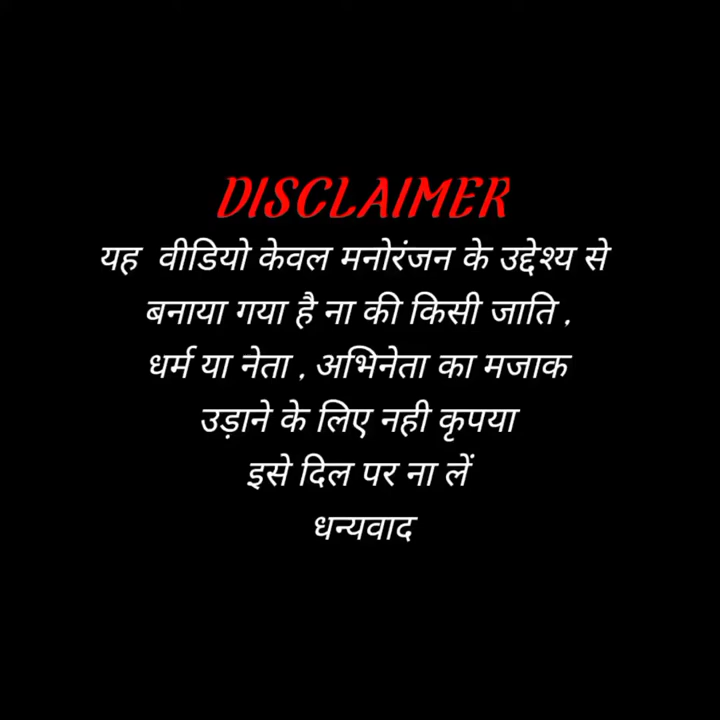 DISCLAIMER
यह वीडियो केवल मनोरंजन के उद्देश्य से
बनाया गया है ना की किसी जाति ,
धर्म या नेता , अभिनेता का मजाक
उड़ाने के लिए नही कृपया
इसे दिल पर ना लें
धन्यवाद